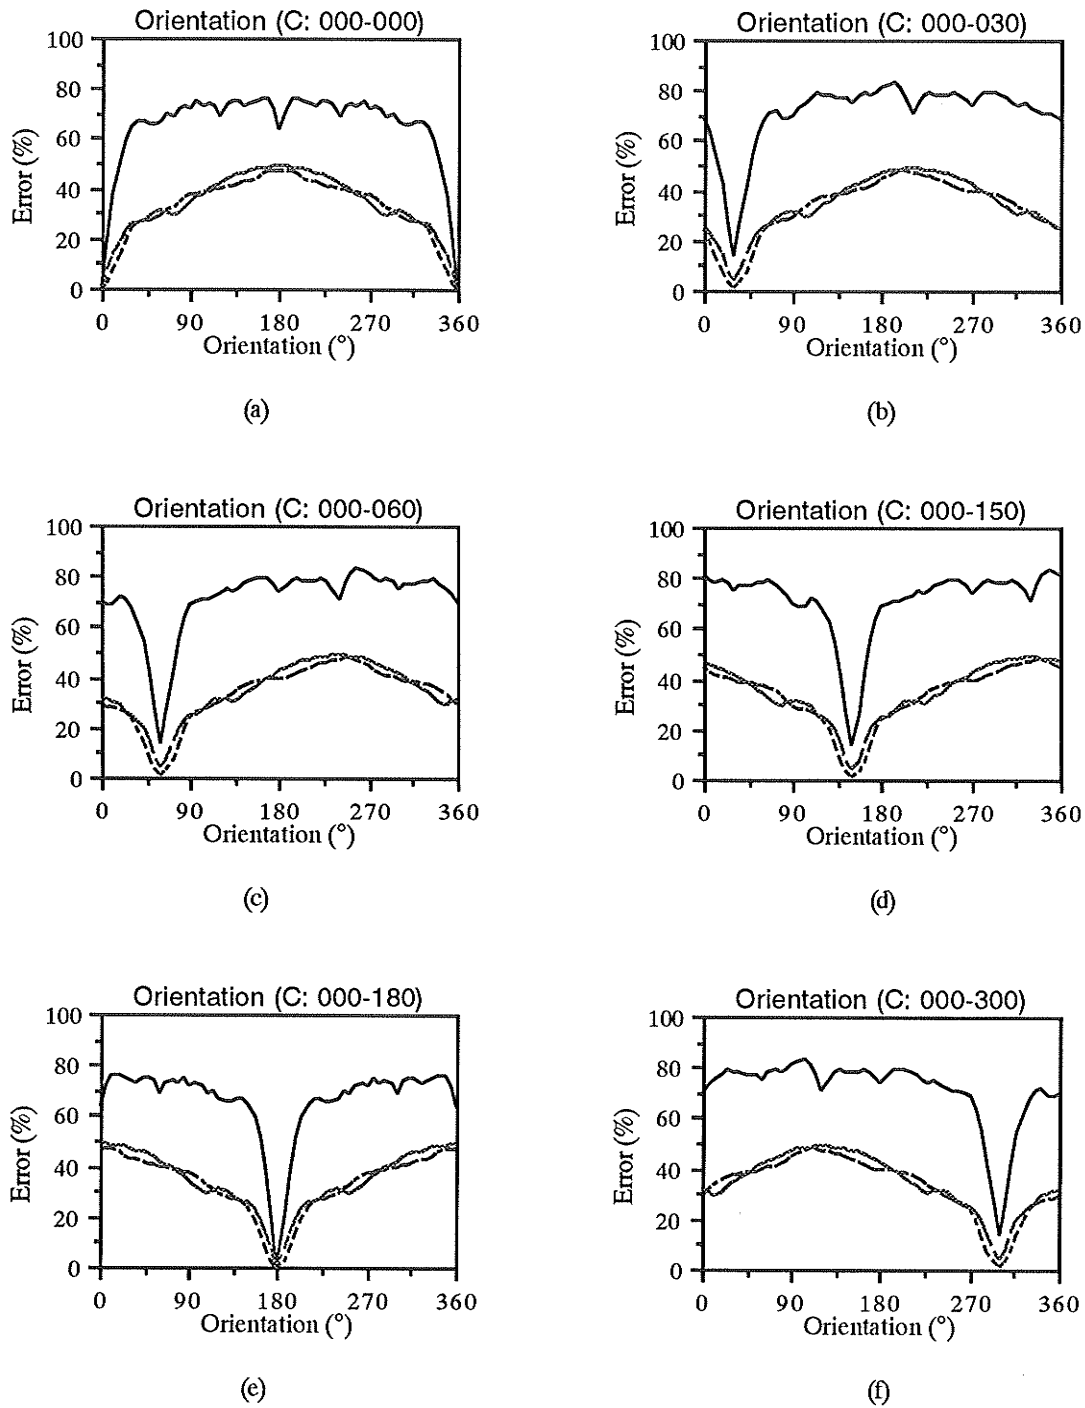 Orientation (C: 000-000)
100
80
60
40
20
0
Error (%)
0 90 180 270 360
Orientation (°)
(a)
Orientation (C: 000-030)
100
80
60
40
20
0
Error (%)
0 90 180 270 360
Orientation (°)
(b)
Orientation (C: 000-060)
100
80
60
40
20
0
Error (%)
0 90 180 270 360
Orientation (°)
(c)
Orientation (C: 000-150)
100
80
60
40
20
0
Error (%)
0 90 180 270 360
Orientation (°)
(d)
Orientation (C: 000-180)
100
80
60
40
20
0
Error (%)
0 90 180 270 360
Orientation (°)
(e)
Orientation (C: 000-300)
100
80
60
40
20
0
Error (%)
0 90 180 270 360
Orientation (°)
(f)